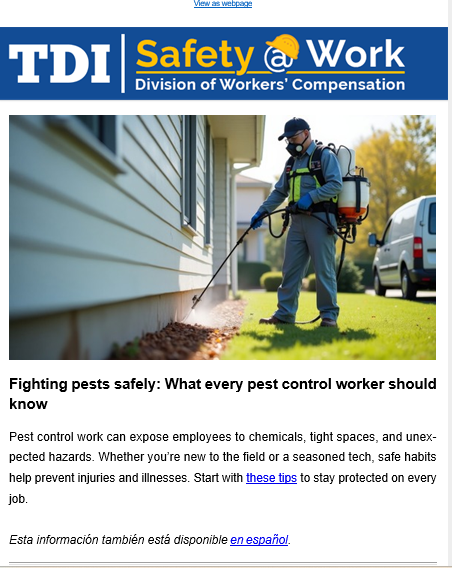 View as webpage
TDI Safety @ Work
Division of Workers' Compensation
Fighting pests safely: What every pest control worker should
know
Pest control work can expose employees to chemicals, tight spaces, and unex-
pected hazards. Whether you're new to the field or a seasoned tech, safe habits
help prevent injuries and illnesses. Start with these tips to stay protected on every
job.
Esta información también está disponible en español.